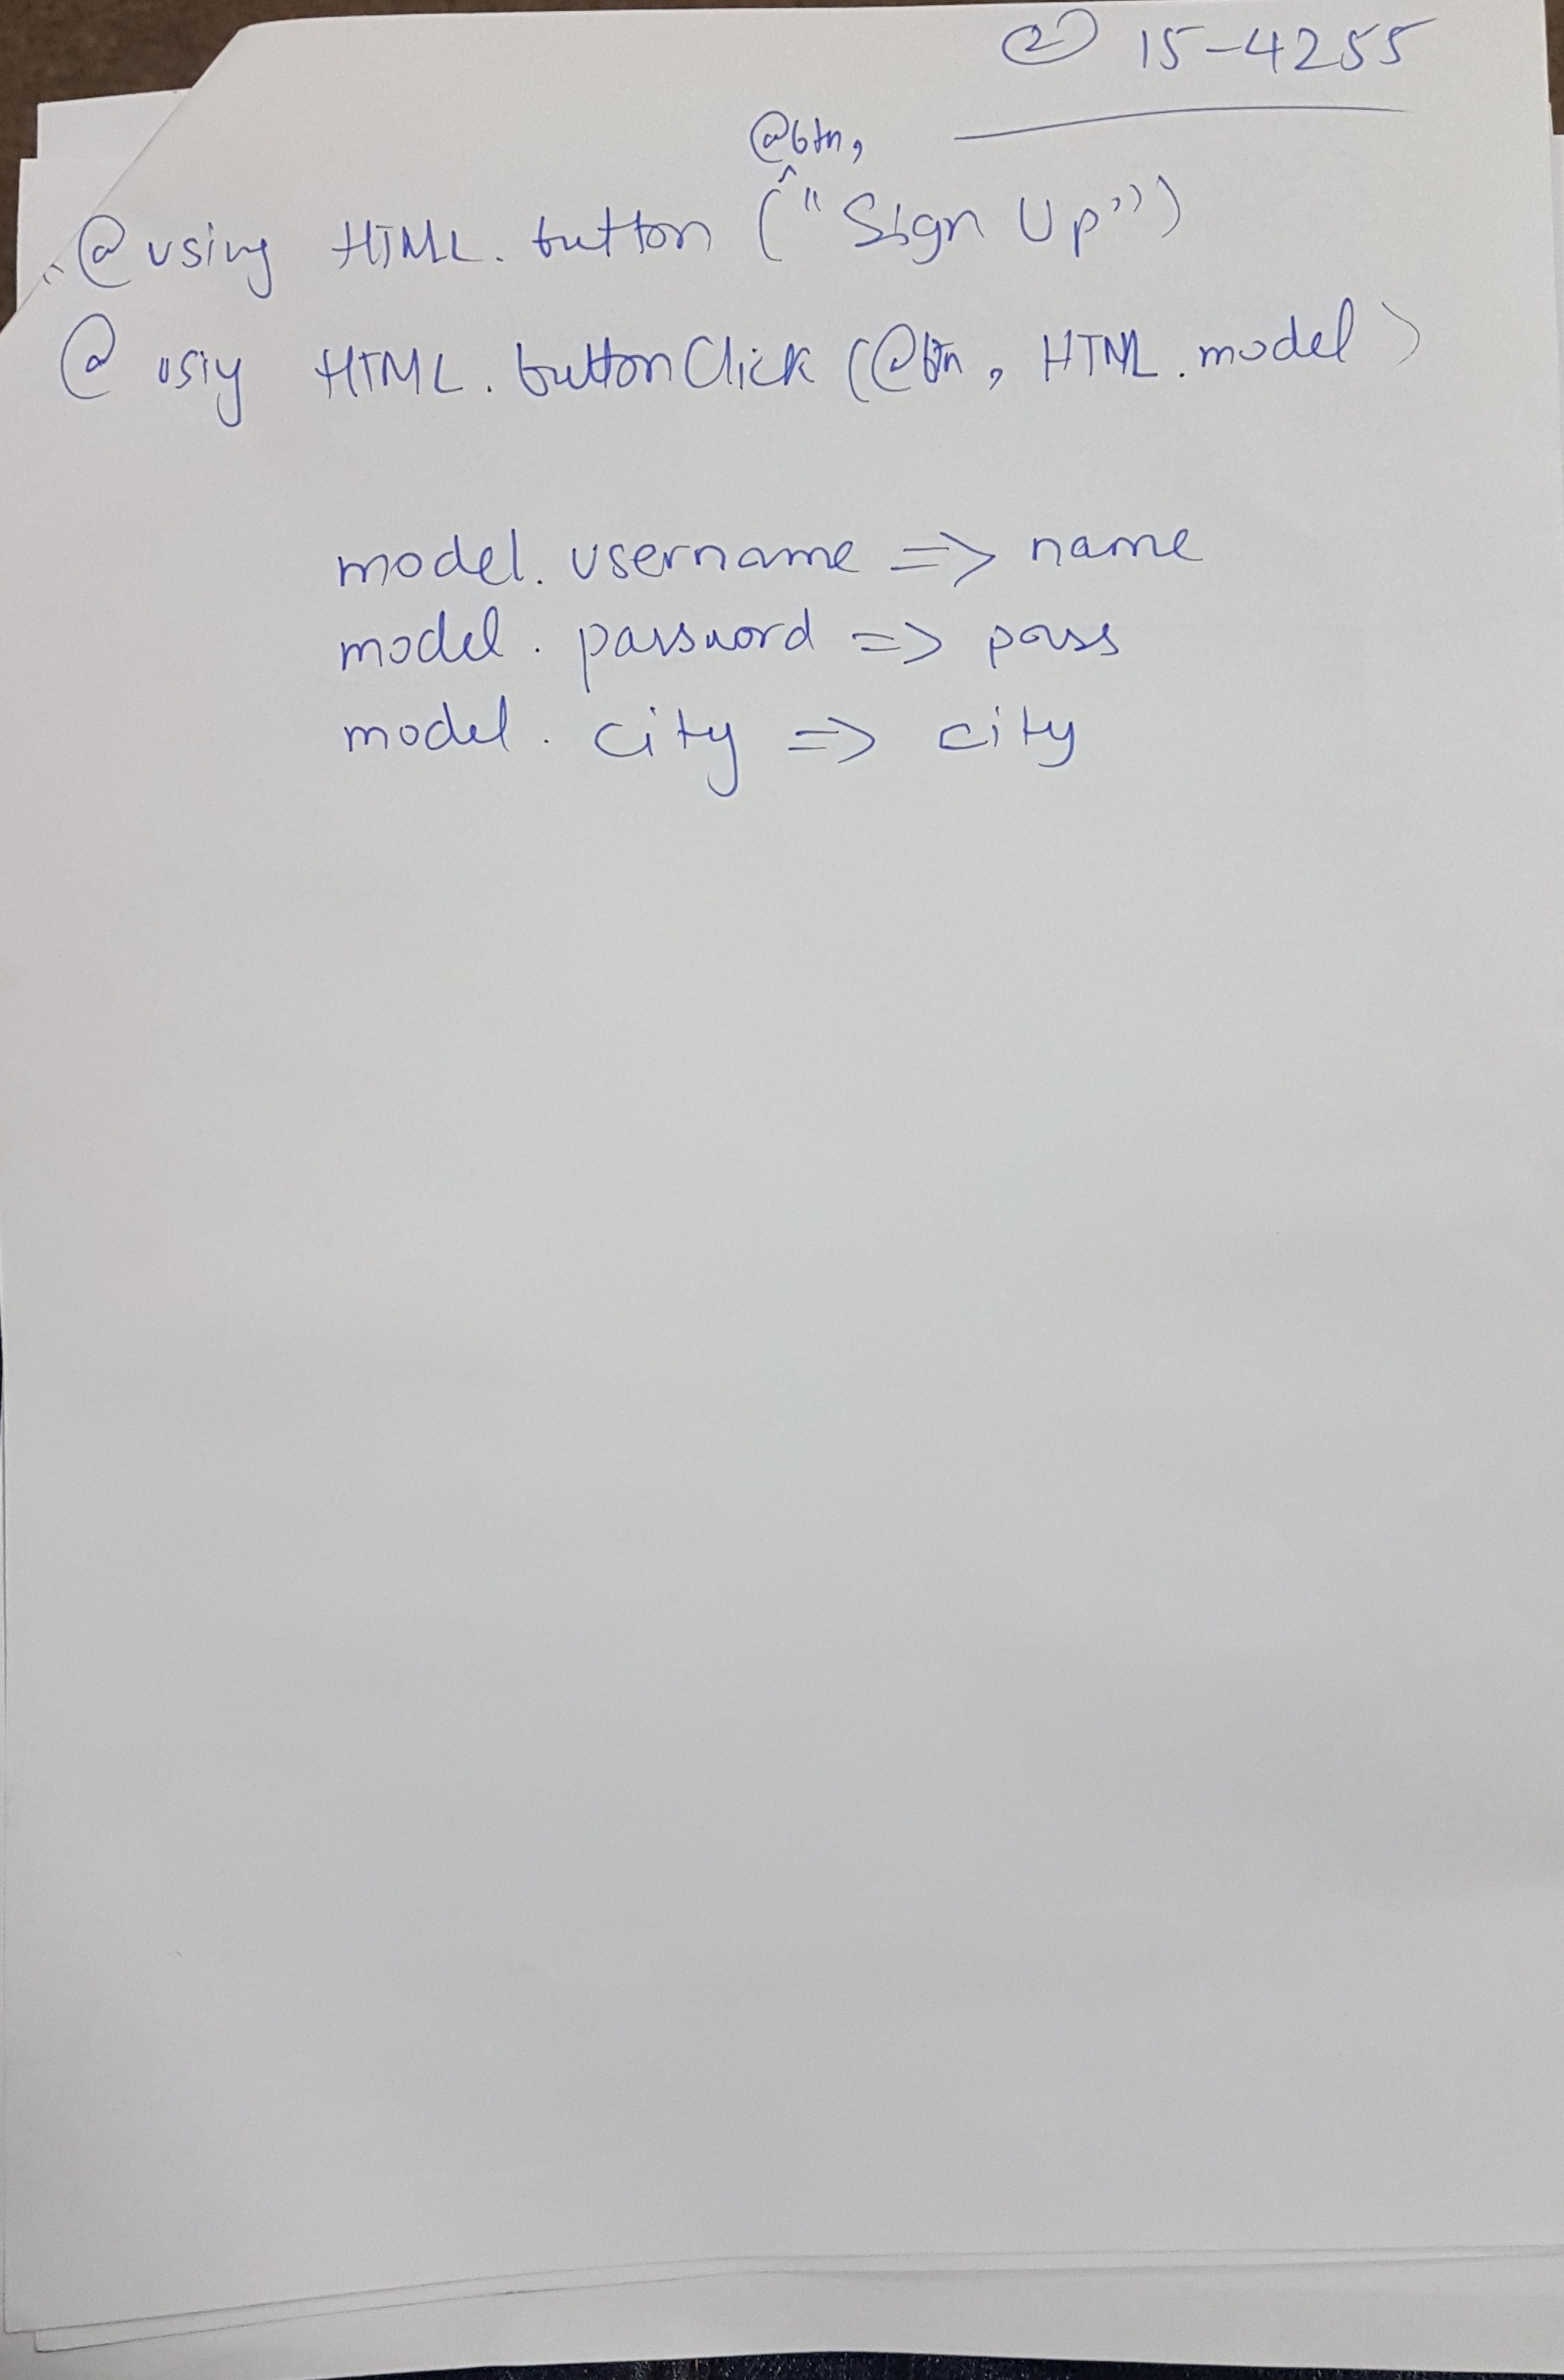 ② 15-4255
@btn,
@using HTML.button ("Sign Up")
@usiy HTML.buttonClick (@btn, HTML.model)
model.username => name
model.password => pass
model.city => city